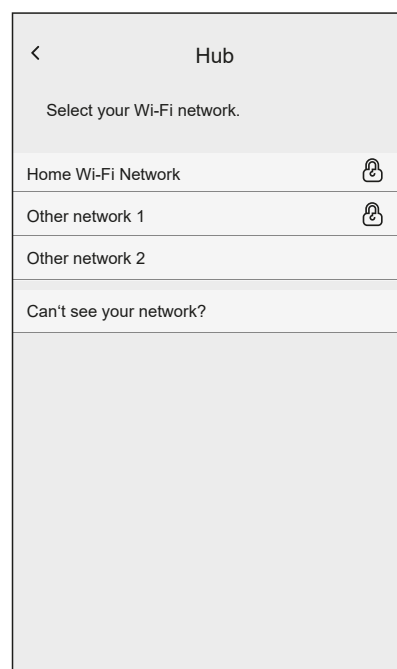 Hub
Select your Wi-Fi network.
Home Wi-Fi Network
Other network 1
Other network 2
Can‘t see your network?